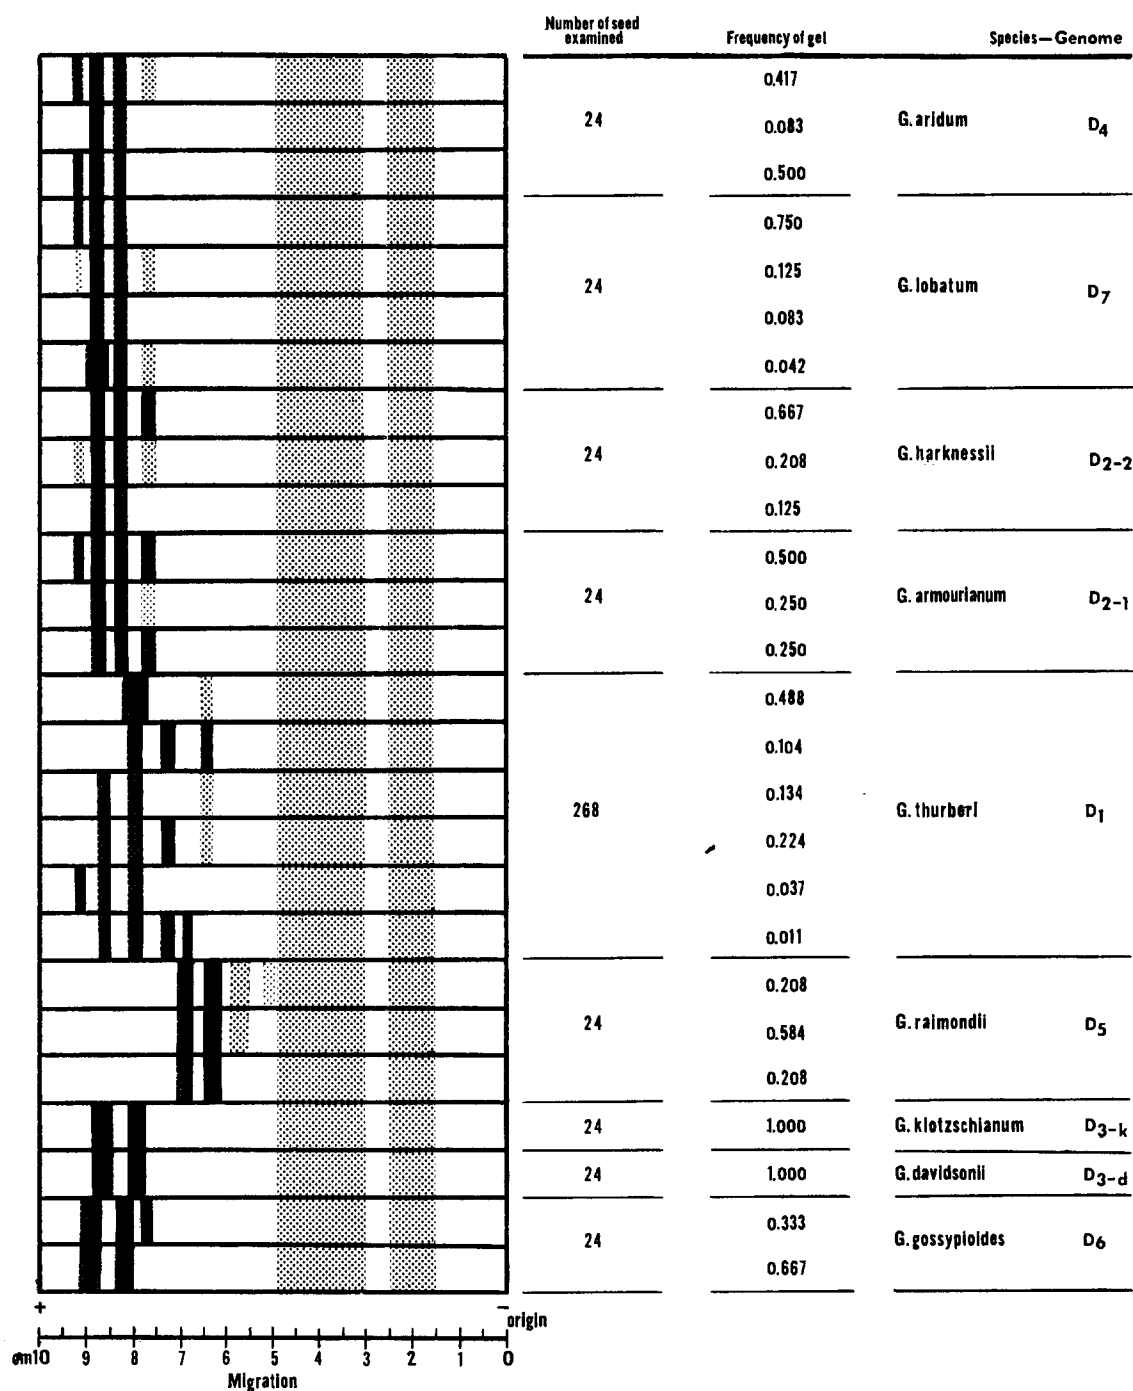 Number of seed examined Frequency of gel Species—Genome
0.417
24 0.083 G. aridum D4
0.500
0.750
0.125
24 G. lobatum D7
0.083
0.042
0.667
24 0.208 G. harknessii D2-2
0.125
0.500
24 0.250 G. armourianum D2-1
0.250
0.488
0.104
0.134
268 G. thurberi D1
0.224
0.037
0.011
0.208
24 0.584 G. raimondii D5
0.208
24 1.000 G. klotzschianum D3-k
24 1.000 G. davidsonii D3-d
0.333
24 G. gossypioides D6
0.667
+ −
origin
cm10 9 8 7 6 5 4 3 2 1 0
Migration